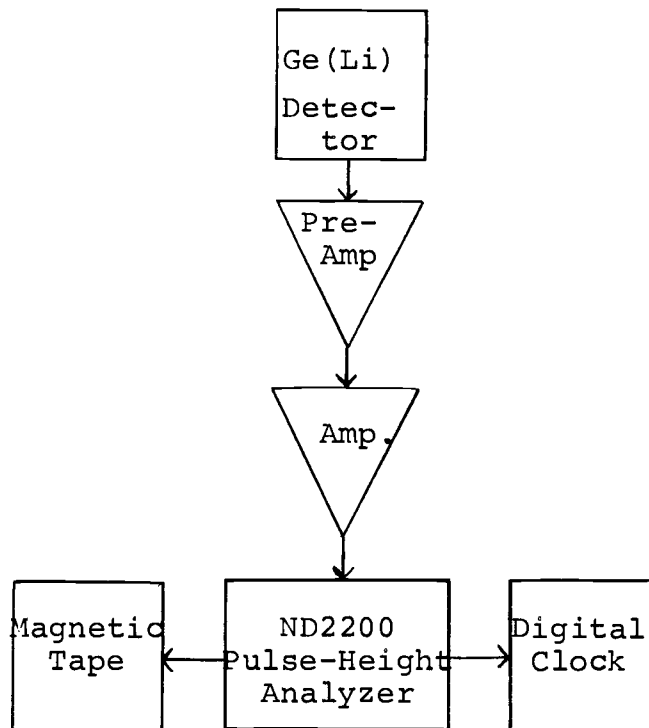 Ge(Li)
Detec-
tor
Pre-
Amp
Amp.
Magnetic
Tape
ND2200
Pulse-Height
Analyzer
Digital
Clock